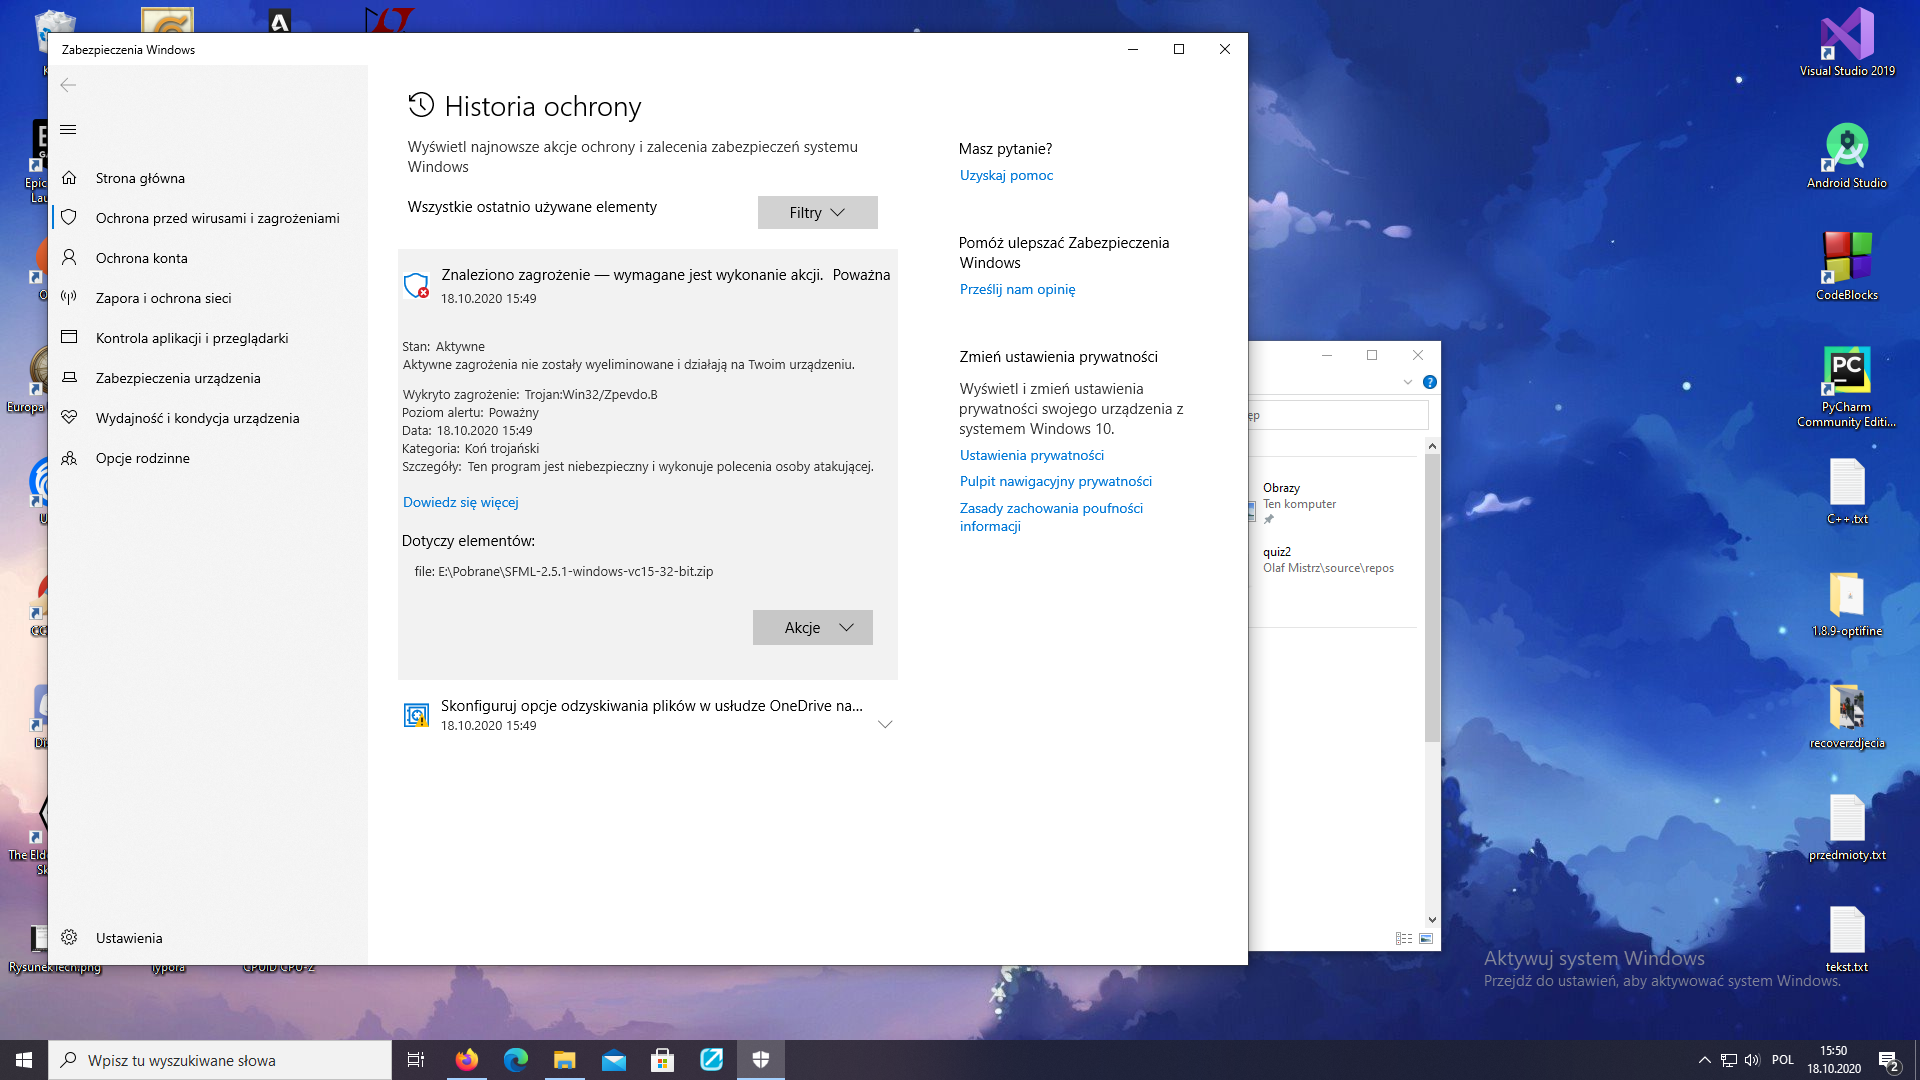 Zabezpieczenia Windows
Strona główna
Ochrona przed wirusami i zagrożeniami
Ochrona konta
Zapora i ochrona sieci
Kontrola aplikacji i przeglądarki
Zabezpieczenia urządzenia
Wydajność i kondycja urządzenia
Opcje rodzinne
Ustawienia
Historia ochrony
Wyświetl najnowsze akcje ochrony i zalecenia zabezpieczeń systemu
Windows
Wszystkie ostatnio używane elementy
Filtry
Znaleziono zagrożenie — wymagane jest wykonanie akcji. Poważna
18.10.2020 15:49
Stan: Aktywne
Aktywne zagrożenia nie zostały wyeliminowane i działają na Twoim urządzeniu.
Wykryto zagrożenie: Trojan:Win32/Zpevdo.B
Poziom alertu: Poważny
Data: 18.10.2020 15:49
Kategoria: Koń trojański
Szczegóły: Ten program jest niebezpieczny i wykonuje polecenia osoby atakującej.
Dowiedz się więcej
Dotyczy elementów:
file: E:\Pobrane\SFML-2.5.1-windows-vc15-32-bit.zip
Akcje
Skonfiguruj opcje odzyskiwania plików w usłudze OneDrive na...
18.10.2020 15:49
Masz pytanie?
Uzyskaj pomoc
Pomóż ulepszać Zabezpieczenia
Windows
Prześlij nam opinię
Zmień ustawienia prywatności
Wyświetl i zmień ustawienia
prywatności swojego urządzenia z
systemem Windows 10.
Ustawienia prywatności
Pulpit nawigacyjny prywatności
Zasady zachowania poufności
informacji
Obrazy
Ten komputer
quiz2
Olaf Mistrz\source\repos
Visual Studio 2019
Android Studio
CodeBlocks
PC
PyCharm
Community Editi...
C++.txt
1.8.9-optifine
recoverzdjecia
przedmioty.txt
tekst.txt
Epic
Lau
Europa
The Eld
Sk
RysunekTech.png
Typora
CPUID CPU-Z
Aktywuj system Windows
Przejdź do ustawień, aby aktywować system Windows.
Wpisz tu wyszukiwane słowa
POL
15:50
18.10.2020
2